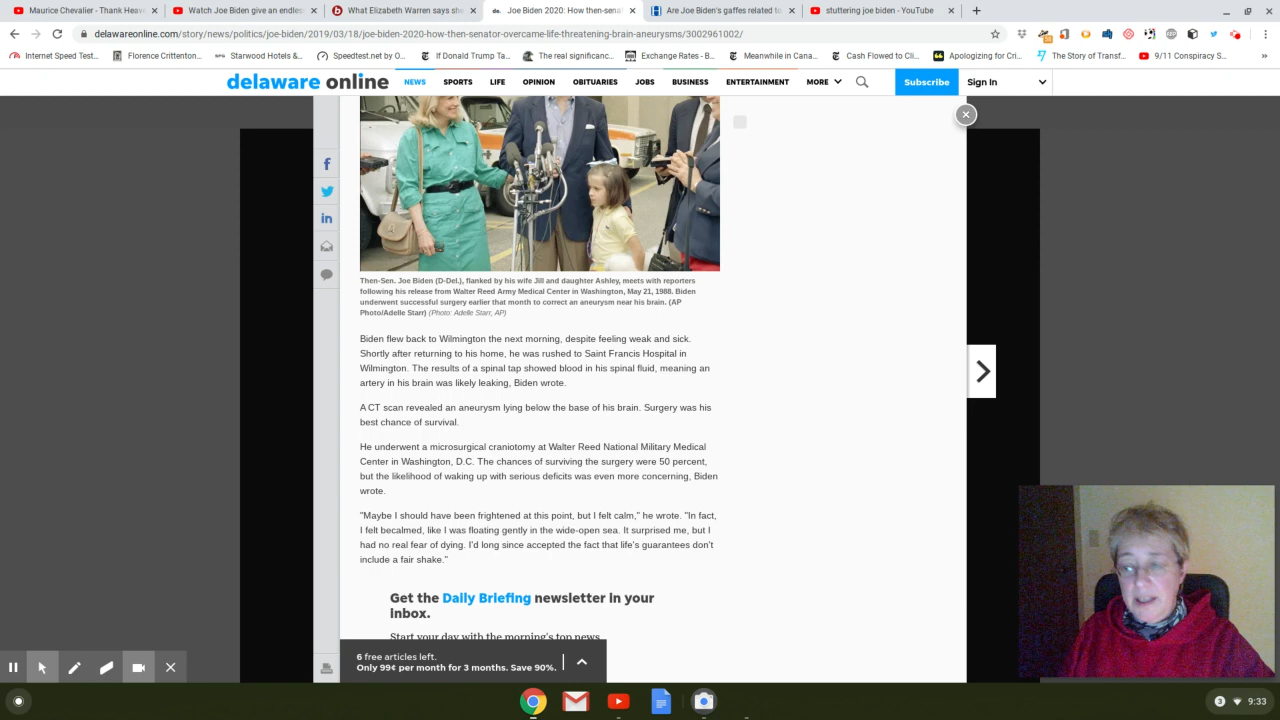 Maurice Chevalier - Thank Heave
Watch Joe Biden give an endless
What Elizabeth Warren says she
de. Joe Biden 2020: How then-sena
Are Joe Biden's gaffes related to
stuttering joe biden - YouTube
delawareonline.com/story/news/politics/joe-biden/2019/03/18/joe-biden-2020-how-then-senator-overcame-life-threatening-brain-aneurysms/3002961002/
Internet Speed Test...
Florence Crittenton...
Starwood Hotels &...
Speedtest.net by O...
If Donald Trump Ta...
The real significanc...
Exchange Rates - B...
Meanwhile in Cana...
Cash Flowed to Cli...
Apologizing for Cri...
The Story of Transf...
9/11 Conspiracy S...
»
delaware online
NEWS SPORTS LIFE OPINION OBITUARIES JOBS BUSINESS ENTERTAINMENT MORE
Subscribe
Sign In
Then-Sen. Joe Biden (D-Del.), flanked by his wife Jill and daughter Ashley, meets with reporters
following his release from Walter Reed Army Medical Center in Washington, May 21, 1988. Biden
underwent successful surgery earlier that month to correct an aneurysm near his brain. (AP
Photo/Adelle Starr) (Photo: Adelle Starr, AP)
Biden flew back to Wilmington the next morning, despite feeling weak and sick.
Shortly after returning to his home, he was rushed to Saint Francis Hospital in
Wilmington. The results of a spinal tap showed blood in his spinal fluid, meaning an
artery in his brain was likely leaking, Biden wrote.
A CT scan revealed an aneurysm lying below the base of his brain. Surgery was his
best chance of survival.
He underwent a microsurgical craniotomy at Walter Reed National Military Medical
Center in Washington, D.C. The chances of surviving the surgery were 50 percent,
but the likelihood of waking up with serious deficits was even more concerning, Biden
wrote.
"Maybe I should have been frightened at this point, but I felt calm," he wrote. "In fact,
I felt becalmed, like I was floating gently in the wide-open sea. It surprised me, but I
had no real fear of dying. I'd long since accepted the fact that life's guarantees don't
include a fair shake."
Get the Daily Briefing newsletter in your
inbox.
Start your day with the morning's top news
6 free articles left.
Only 99¢ per month for 3 months. Save 90%.
3
9:33